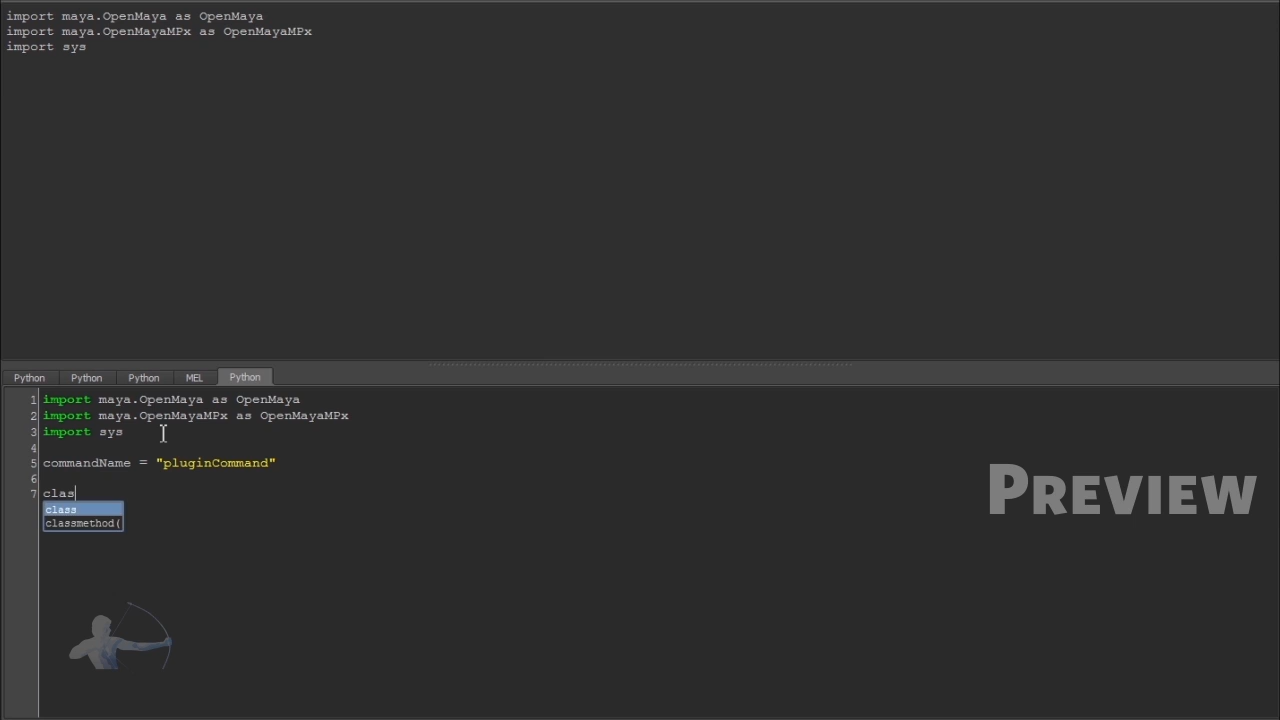 import maya.OpenMaya as OpenMaya
import maya.OpenMayaMPx as OpenMayaMPx
import sys
Python Python Python MEL Python
1 import maya.OpenMaya as OpenMaya
2 import maya.OpenMayaMPx as OpenMayaMPx
3 import sys
4
5 commandName = "pluginCommand"
6
7 clas
class
classmethod(
PREVIEW